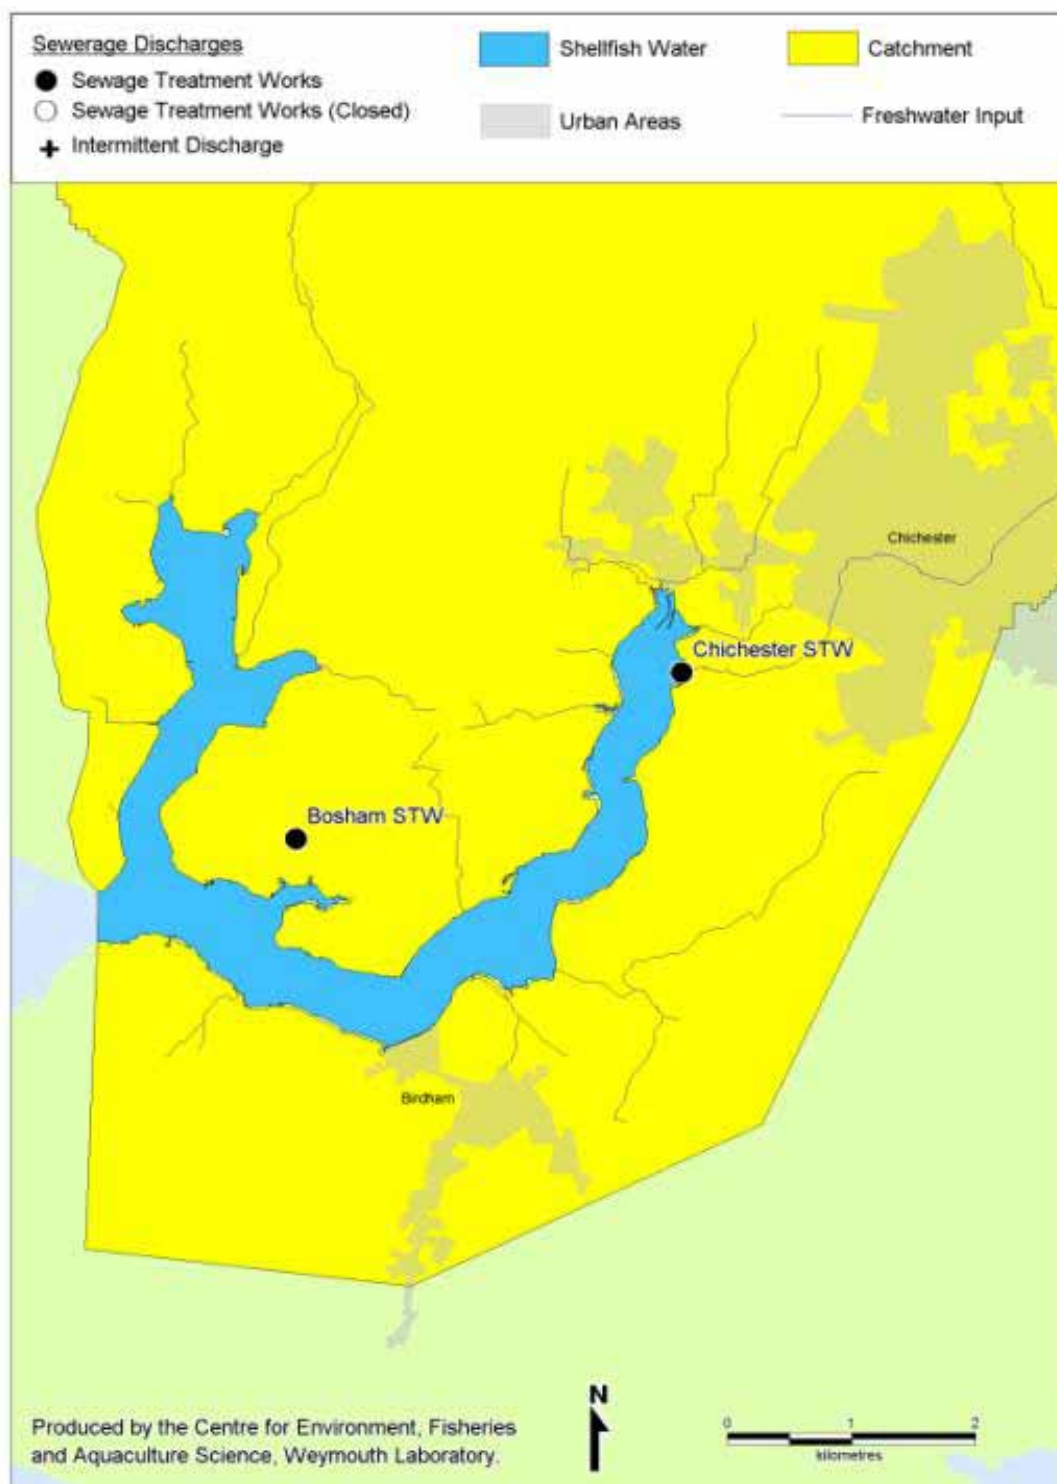 Sewerage Discharges
Sewage Treatment Works
Sewage Treatment Works (Closed)
Intermittent Discharge
Shellfish Water
Urban Areas
Catchment
Freshwater Input
Chichester
Chichester STW
Bosham STW
Birdham
N
0 1 2
kilometres
Produced by the Centre for Environment, Fisheries
and Aquaculture Science, Weymouth Laboratory.